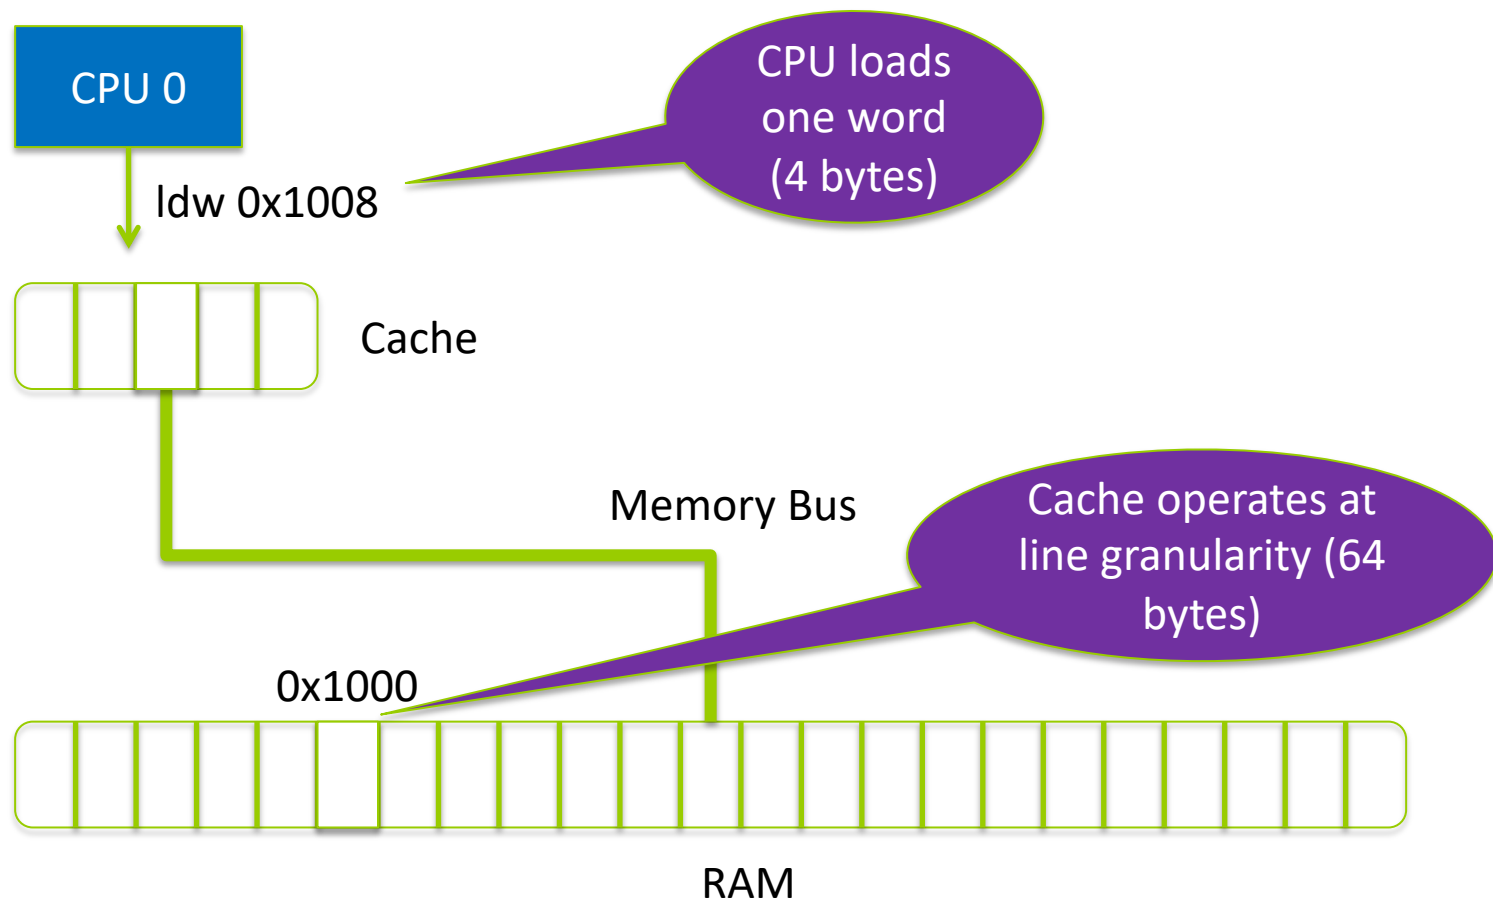 CPU 0
CPU loads
one word
(4 bytes)
ldw 0x1008
Cache
Memory Bus
Cache operates at
line granularity (64
bytes)
0x1000
RAM